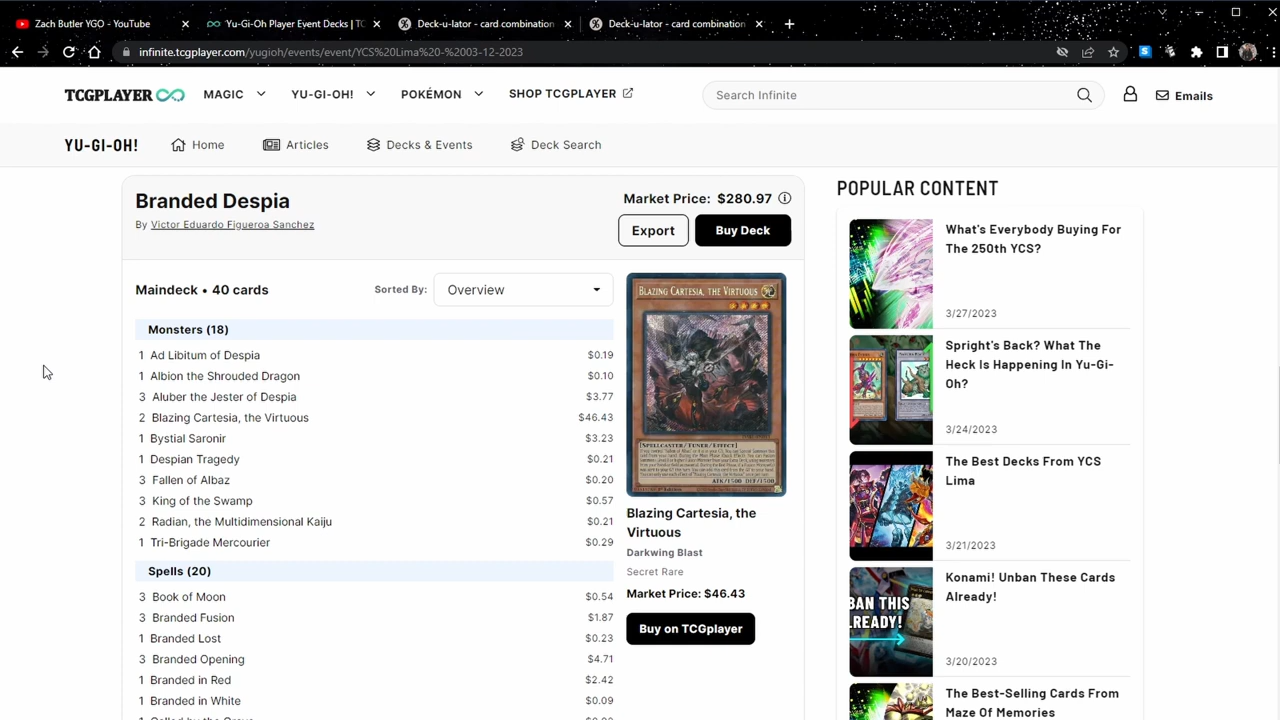 Zach Butler YGO - YouTube
Yu-Gi-Oh Player Event Decks | TC
Deck-u-lator - card combination
Deck-u-lator - card combination
infinite.tcgplayer.com/yugioh/events/event/YCS%20Lima%20-%2003-12-2023
TCGPLAYER
MAGIC
YU-GI-OH!
POKÉMON
SHOP TCGPLAYER
Search Infinite
Emails
YU-GI-OH!
Home
Articles
Decks & Events
Deck Search
Branded Despia
By Victor Eduardo Figueroa Sanchez
Market Price: $280.97
Export
Buy Deck
Maindeck • 40 cards
Sorted By:
Overview
Monsters (18)
1 Ad Libitum of Despia $0.19
1 Albion the Shrouded Dragon $0.10
3 Aluber the Jester of Despia $3.77
2 Blazing Cartesia, the Virtuous $46.43
1 Bystial Saronir $3.23
1 Despian Tragedy $0.21
3 Fallen of Albaz $0.20
3 King of the Swamp $0.57
2 Radian, the Multidimensional Kaiju $0.21
1 Tri-Brigade Mercourier $0.29
Spells (20)
3 Book of Moon $0.54
3 Branded Fusion $1.87
1 Branded Lost $0.23
3 Branded Opening $4.71
1 Branded in Red $2.42
1 Branded in White $0.09
BLAZING CARTESIA, THE VIRTUOUS
[SPELLCASTER/TUNER/EFFECT]
ATK/1500 DEF/1500
Blazing Cartesia, the
Virtuous
Darkwing Blast
Secret Rare
Market Price: $46.43
Buy on TCGplayer
POPULAR CONTENT
What's Everybody Buying For
The 250th YCS?
3/27/2023
Spright's Back? What The
Heck Is Happening In Yu-Gi-
Oh?
3/24/2023
The Best Decks From YCS
Lima
3/21/2023
BAN THIS
ALREADY!
Konami! Unban These Cards
Already!
3/20/2023
The Best-Selling Cards From
Maze Of Memories